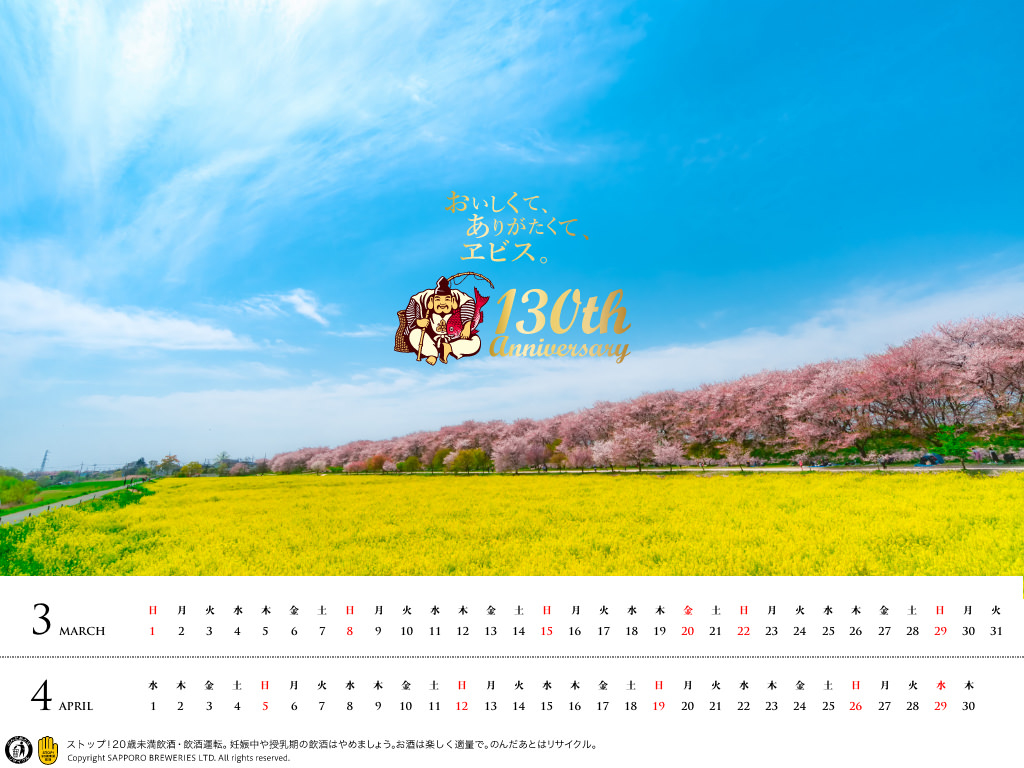 おいしくて、
ありがたくて、
ヱビス。
130th
Anniversary
日 月 火 水 木 金 土 日 月 火 水 木 金 土 日 月 火 水 木 金 土 日 月 火 水 木 金 土 日 月 火
3 MARCH 1 2 3 4 5 6 7 8 9 10 11 12 13 14 15 16 17 18 19 20 21 22 23 24 25 26 27 28 29 30 31
水 木 金 土 日 月 火 水 木 金 土 日 月 火 水 木 金 土 日 月 火 水 木 金 土 日 月 火 水 木
4 APRIL 1 2 3 4 5 6 7 8 9 10 11 12 13 14 15 16 17 18 19 20 21 22 23 24 25 26 27 28 29 30
ストップ!20歳未満飲酒・飲酒運転。妊娠中や授乳期の飲酒はやめましょう。お酒は楽しく適量で。のんだあとはリサイクル。
Copyright SAPPORO BREWERIES LTD. All rights reserved.